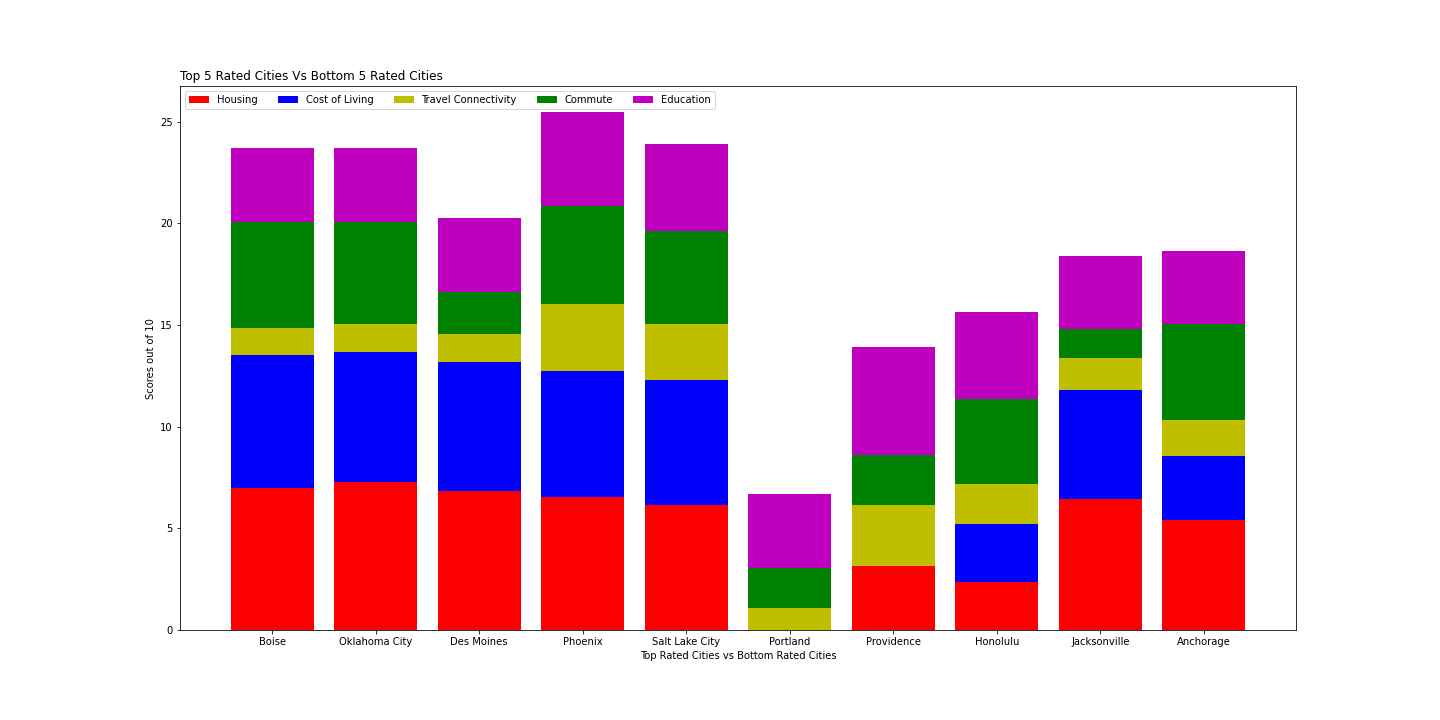 Top 5 Rated Cities Vs Bottom 5 Rated Cities
Housing Cost of Living Travel Connectivity Commute Education
25
20
15
10
5
0
Scores out of 10
Boise Oklahoma City Des Moines Phoenix Salt Lake City Portland Providence Honolulu Jacksonville Anchorage
Top Rated Cities vs Bottom Rated Cities